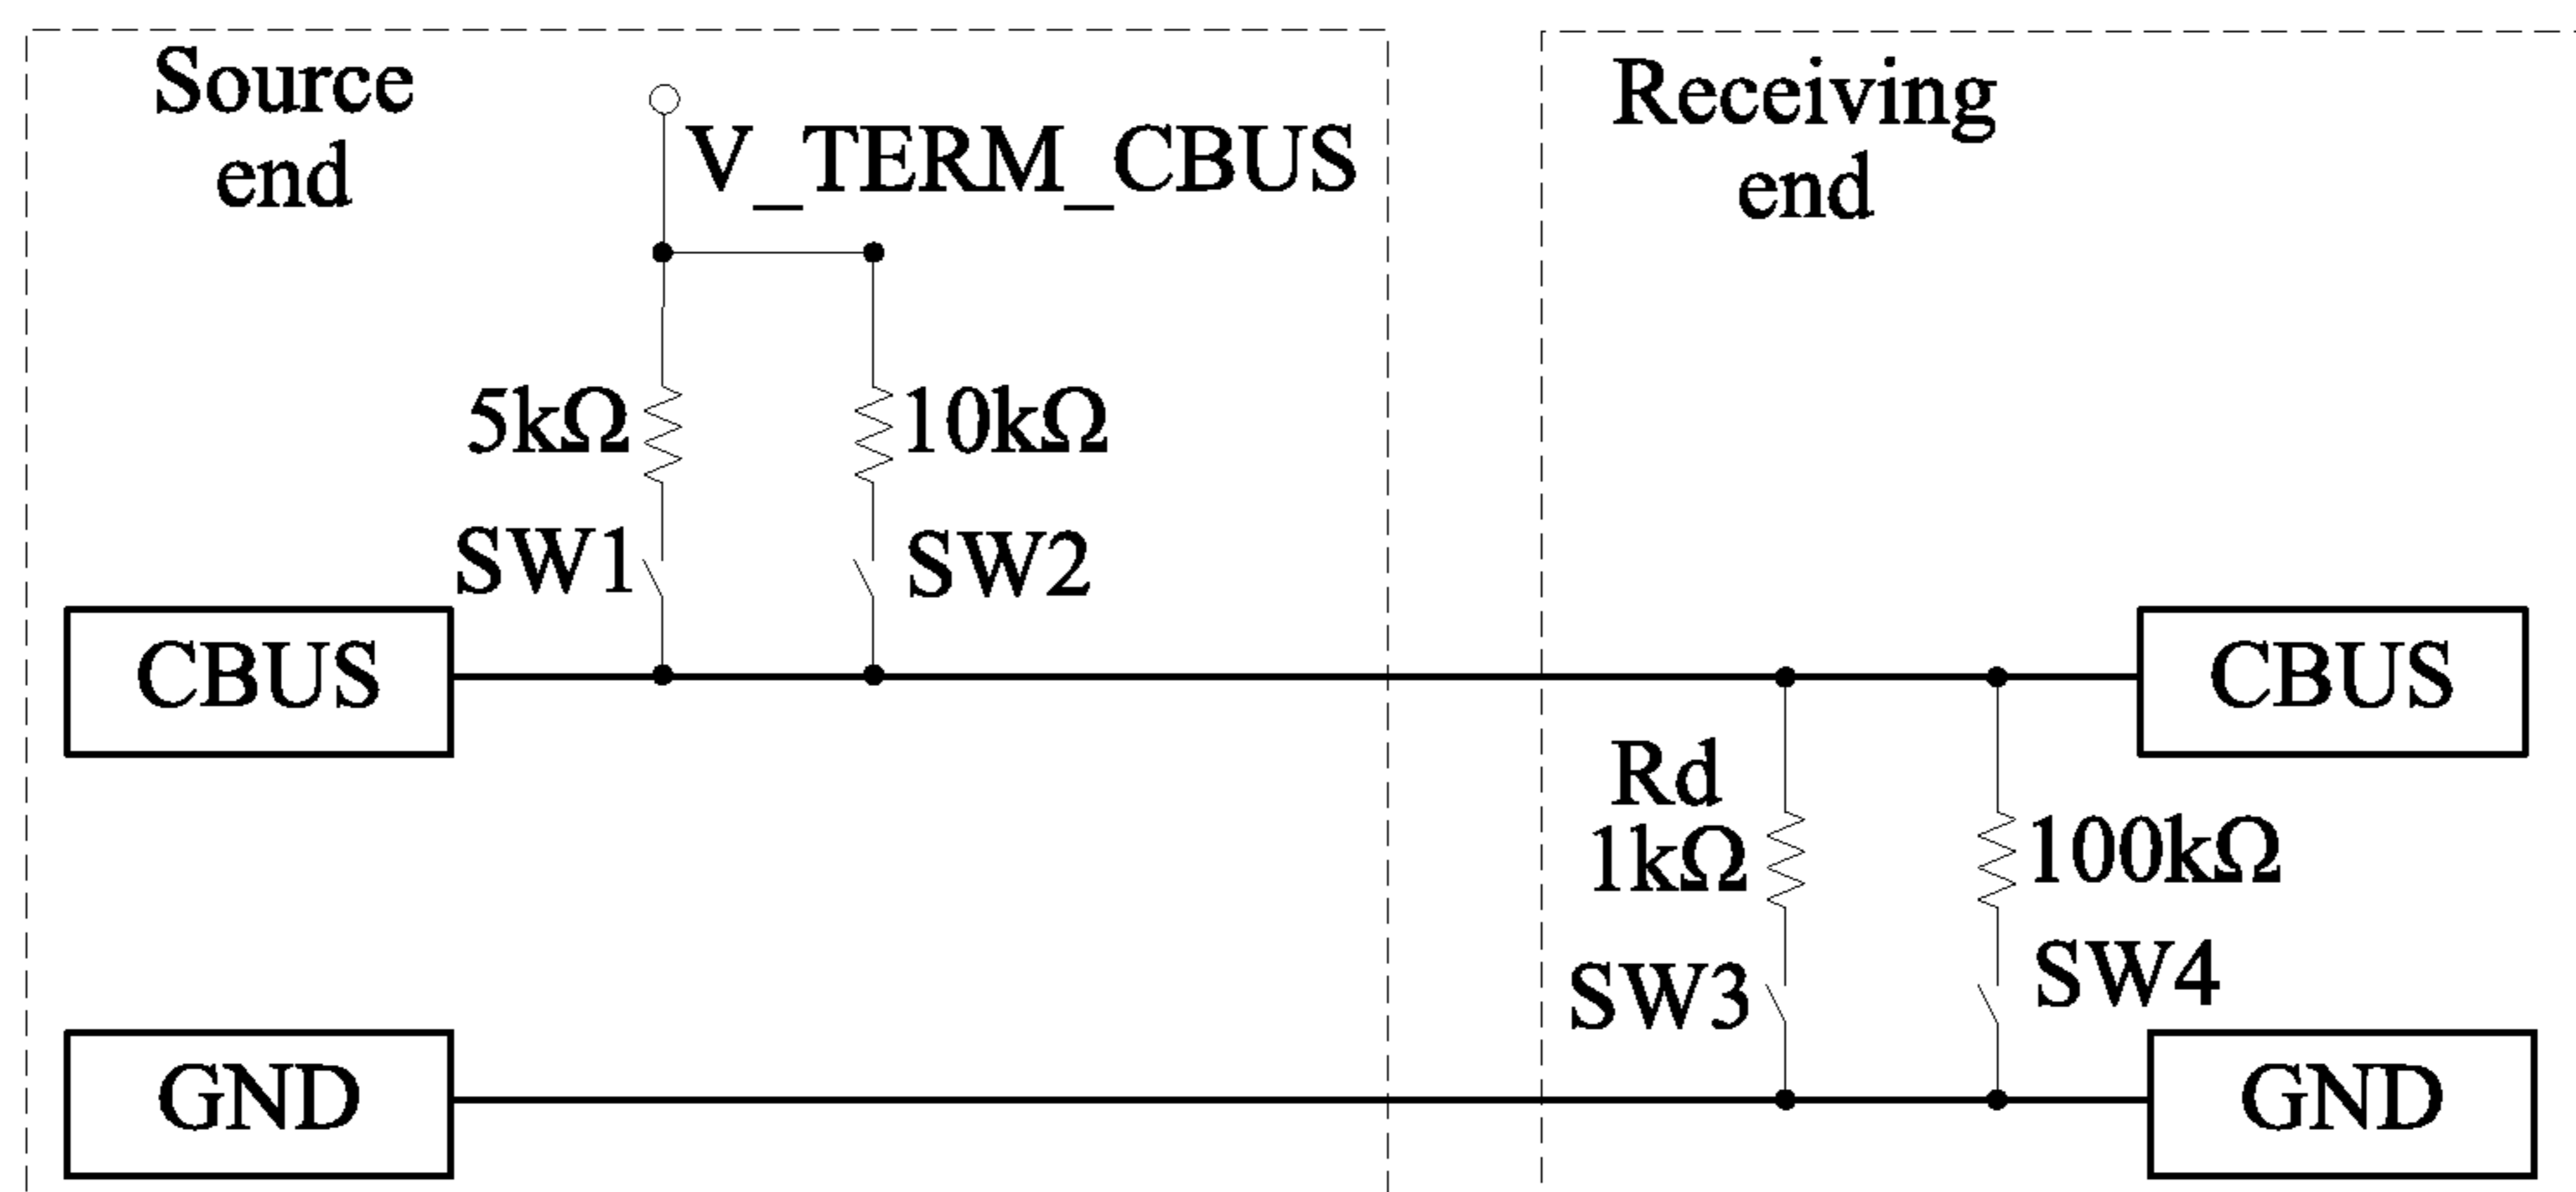 Source
end
V_TERM_CBUS
Receiving
end
5kΩ
10kΩ
SW1
SW2
CBUS
CBUS
Rd
1kΩ
100kΩ
SW3
SW4
GND
GND